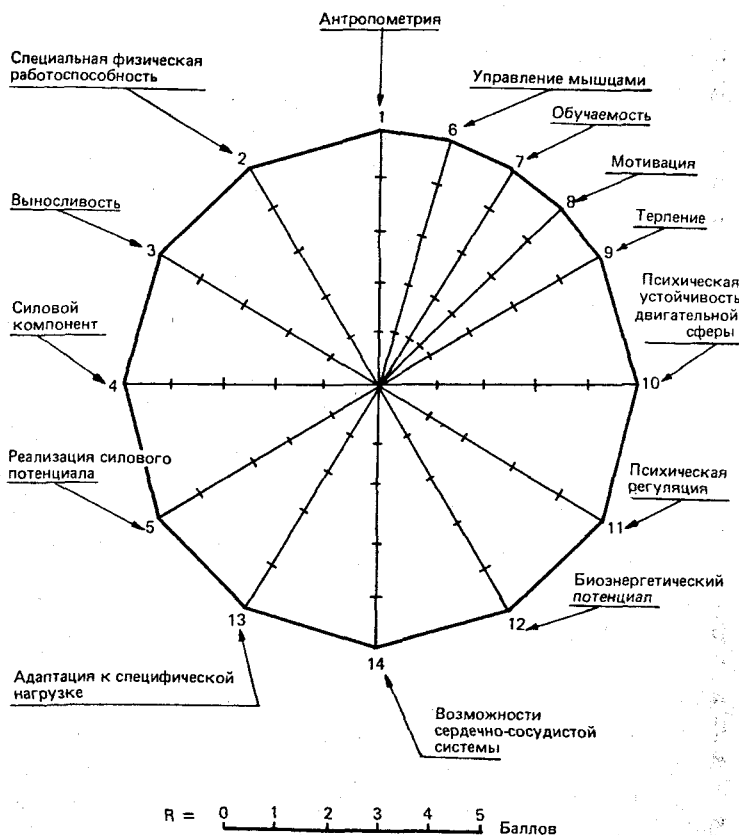 Антропометрия
Специальная физическая
работоспособность
Управление мышцами
Обучаемость
Мотивация
Терпление
Выносливость
Силовой
компонент
Психическая
устойчивость
двигательной
сферы
Реализация силового
потенциала
Психическая
регуляция
Биоэнергетический
потенциал
Адаптация к специфической
нагрузке
Возможности
сердечно-сосудистой
системы
1
6
2
7
8
3
9
4
10
5
11
13
12
14
R = 0 1 2 3 4 5 Баллов